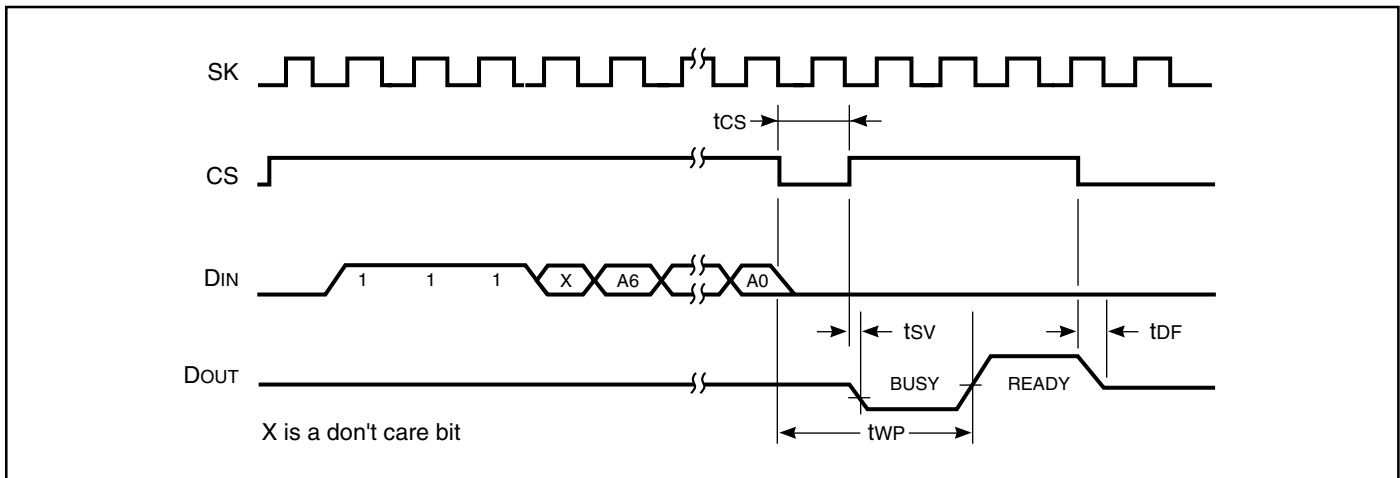 SK
tCS
CS
DIN
1 1 1 X A6 A0
tSV
tDF
DOUT
BUSY READY
tWP
X is a don't care bit